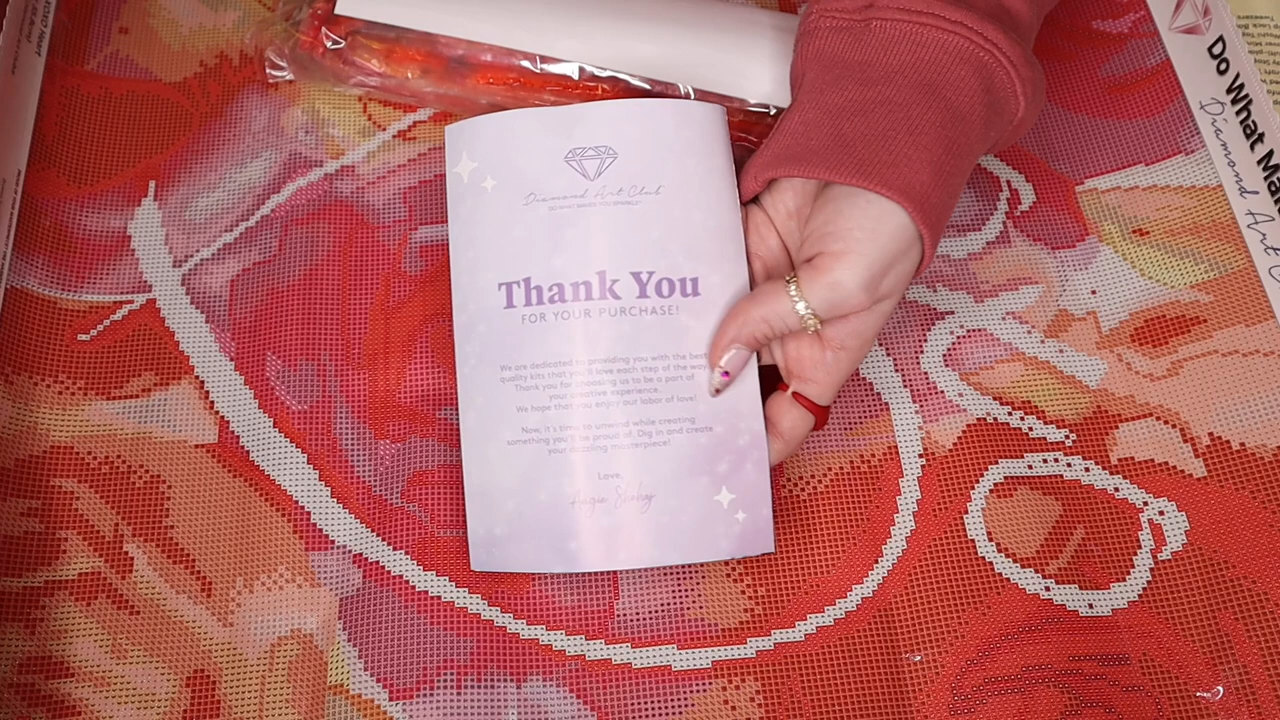 Diamond Art Club
DO WHAT MAKES YOU SPARKLE
Thank You
FOR YOUR PURCHASE!
We are dedicated to providing you with the best
quality kits that you'll love each step of the way.
Thank you for choosing us to be a part of
your creative experience.
We hope that you enjoy our labor of love!
Now, it's time to unwind while creating
something you'll be proud of. Dig in and create
your dazzling masterpiece!
Love,
Do What Ma
Diamond Art C
XOXO Heart